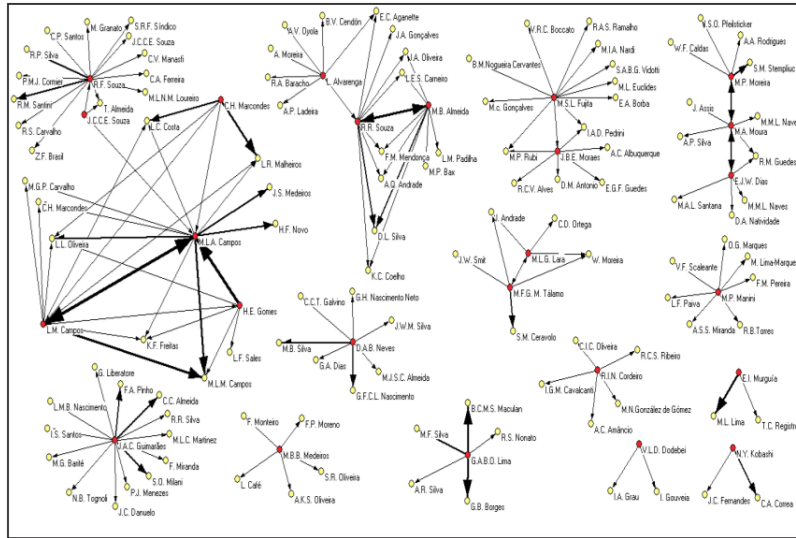 M. Granato
S.R.F. Síndico
C.P. Santos
J.C.C.E. Souza
R.P. Silva
C.V. Manasti
P.M.J. Cornier
R.F. Souza
C.A. Ferreira
R.M. Santini
M.L.N.M. Loureiro
T. Almeida
R.S. Carvalho
J.C.C.E. Souza
Z.F. Brasil
L.C. Costa
C.H. Marcondes
L.R. Malheiros
M.G.P. Carvalho
J.S. Medeiros
C.H. Marcondes
H.F. Novo
L.L. Oliveira
M.L.A. Campos
H.E. Gomes
L.M. Campos
K.F. Freitas
L.F. Sales
M.L.M. Campos
E.C. Aganette
B.V. Cendón
A.V. Oyola
J.A. Gonçalves
A. Moreira
J.A. Oliveira
L. Alvarenga
R.A. Baracho
L.E.S. Carneiro
A.P. Ladeira
M.B. Almeida
R.R. Souza
F.M. Mendonça
L.M. Padilha
M.P. Bax
A.Q. Andrade
D.L. Silva
K.C. Coelho
W.R.C. Boccato
R.A.S. Ramalho
M.I.A. Nardi
B.M.Nogueira Cervantes
S.A.B.G. Vidotti
M.S.L. Fujita
M.L. Euclides
M.c. Gonçalves
E.A. Borba
I.A.D. Pedini
M.P. Rubi
J.B.E. Moraes
A.C. Albuquerque
R.C.V. Alves
D.M. Antonio
E.G.F. Guedes
V.S.O. Pfeilsticker
A.A. Rodrigues
W.F. Caldas
M.P. Moreira
S.M. Stempliuc
J. Assis
M.A. Moura
M.M.L. Naves
A.P. Silva
R.M. Guedes
E.J.W. Dias
M.A.L. Santana
M.M.L. Naves
D.A. Natividade
I. Andrade
C.D. Ortega
J.W. Smit
M.L.G. Lara
W. Moreira
M.F.G. M. Tálamo
S.M. Ceravolo
O.G. Marques
V.F. Scaleante
M. Lima-Marques
F.M. Pereira
L.F. Paiva
M.P. Marini
A.S.S. Miranda
R.B.Torres
G.H. Nascimento Neto
C.C.T. Galvino
J.W.M. Silva
M.B. Silva
D.A.B. Neves
G.A. Dias
M.J.S.C. Almeida
G.F.C.L. Nascimento
C.I.C. Oliveira
R.C.S. Ribeiro
R.I.N. Cordeiro
I.G.M. Cavalcanti
M.N.González de Gómez
A.C. Amâncio
E.I. Murguía
M.L. Lima
T.C. Registro
G. Liberatore
F.A. Pinho
C.C. Almeida
L.M.B. Nascimento
R.R. Silva
I.S. Santos
J.A.C. Guimarães
M.L.C. Martinez
M.G. Barité
F. Miranda
S.O. Milani
N.B. Tognoli
P.J. Menezes
J.C. Danuelo
F. Monteiro
F.P. Moreno
M.B.B. Medeiros
L. Café
S.R. Oliveira
A.K.S. Oliveira
B.C.M.S. Maculan
M.F. Silva
R.S. Nonato
G.A.B.O. Lima
A.R. Silva
G.B. Borges
V.L.D. Dodebei
I.A. Grau
I. Gouveia
N.Y. Kobashi
J.C. Fernandes
C.A. Correa